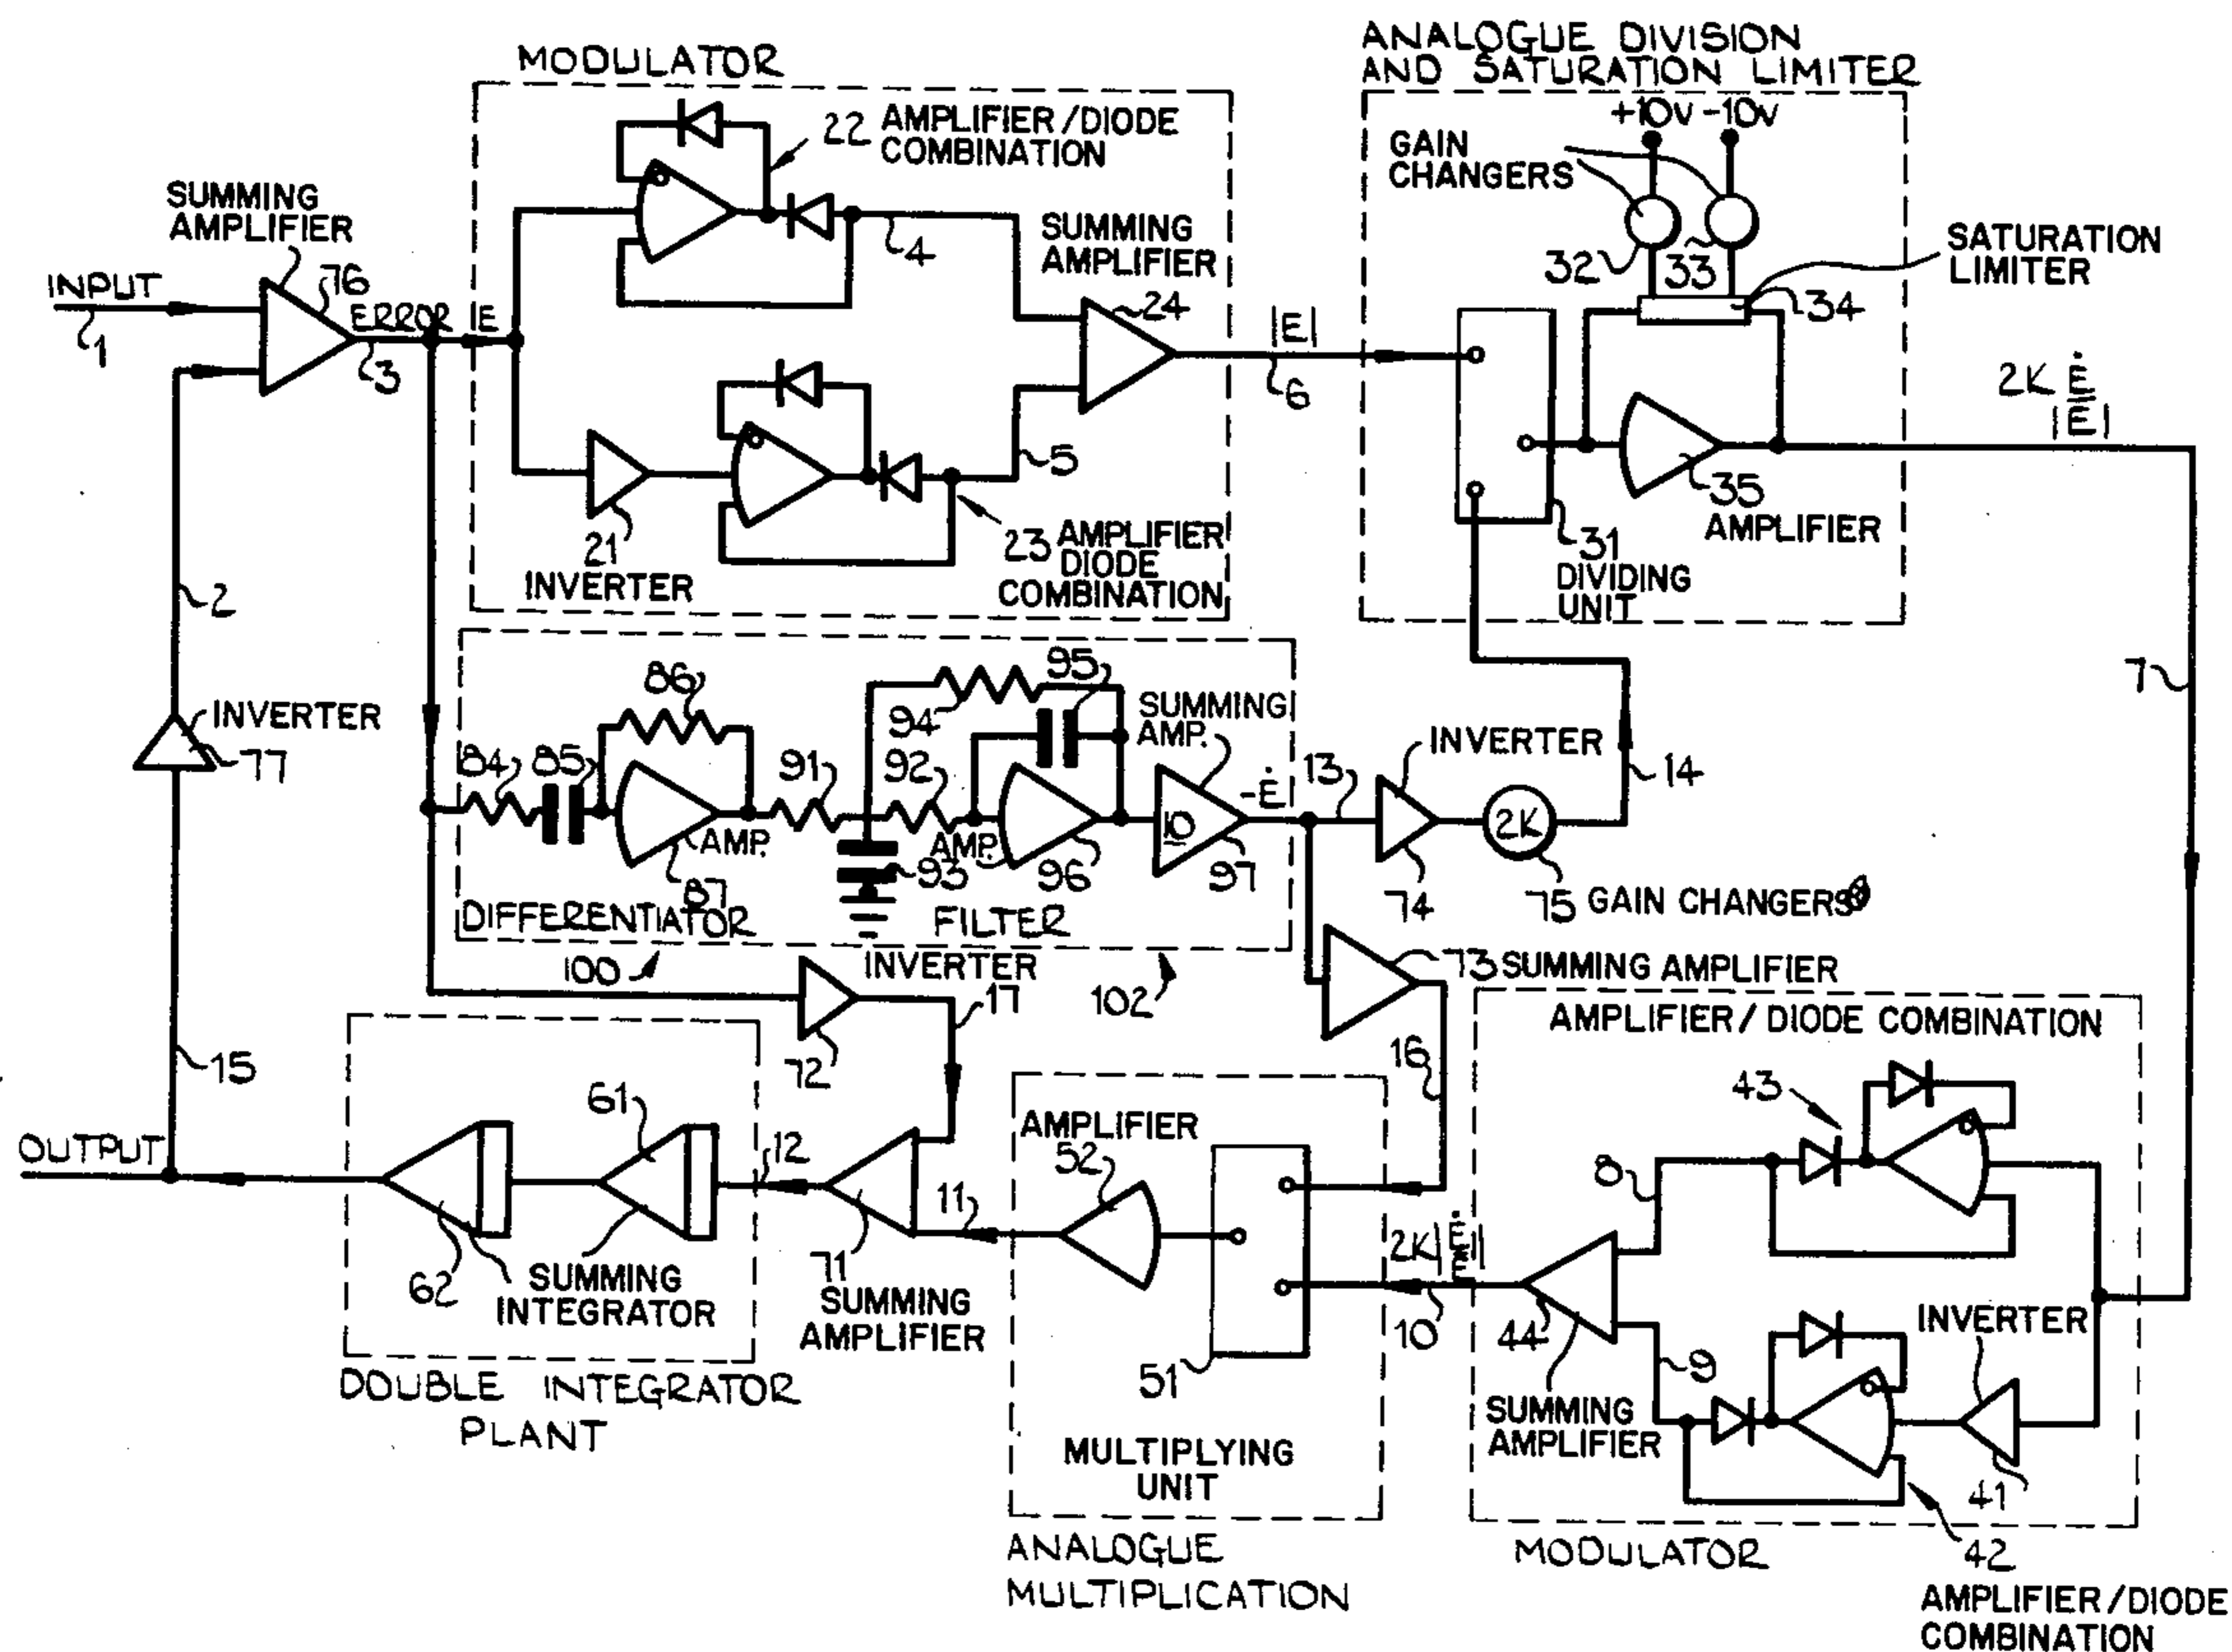 MODULATOR
ANALOGUE DIVISION
AND SATURATION LIMITER
22 AMPLIFIER/DIODE
COMBINATION
+10V -10V
GAIN
CHANGERS
SUMMING
AMPLIFIER
76
INPUT
1
ERROR
3
E
4
SUMMING
AMPLIFIER
24
|E|
6
32
33
SATURATION
LIMITER
34
2K Ė
|E|
5
35
AMPLIFIER
21
INVERTER
23 AMPLIFIER
DIODE
COMBINATION
31
DIVIDING
UNIT
2
7
INVERTER
77
86
95
94
SUMMING
AMP.
84
85
91
92
AMP.
87
93
AMP.
96
10
97
-Ė
13
INVERTER
74
2K
75 GAIN CHANGERS
14
DIFFERENTIATOR
FILTER
100
INVERTER
102
17
72
73 SUMMING AMPLIFIER
16
AMPLIFIER/DIODE COMBINATION
43
15
OUTPUT
61
62
SUMMING
INTEGRATOR
12
71
SUMMING
AMPLIFIER
11
AMPLIFIER
52
51
2K|Ė|
E
10
44
8
9
INVERTER
41
SUMMING
AMPLIFIER
DOUBLE INTEGRATOR
PLANT
MULTIPLYING
UNIT
ANALOGUE
MULTIPLICATION
MODULATOR
42
AMPLIFIER/DIODE
COMBINATION